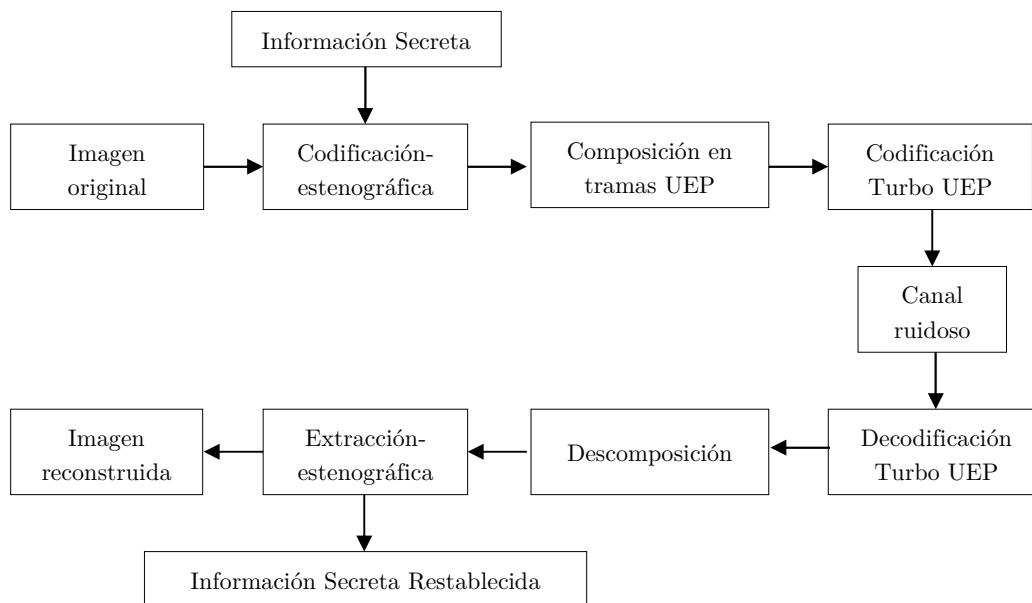 Información Secreta
Imagen
original
Codificación-
estenográfica
Composición en
tramas UEP
Codificación
Turbo UEP
Canal
ruidoso
Decodificación
Turbo UEP
Descomposición
Extracción-
estenográfica
Imagen
reconstruida
Información Secreta Restablecida